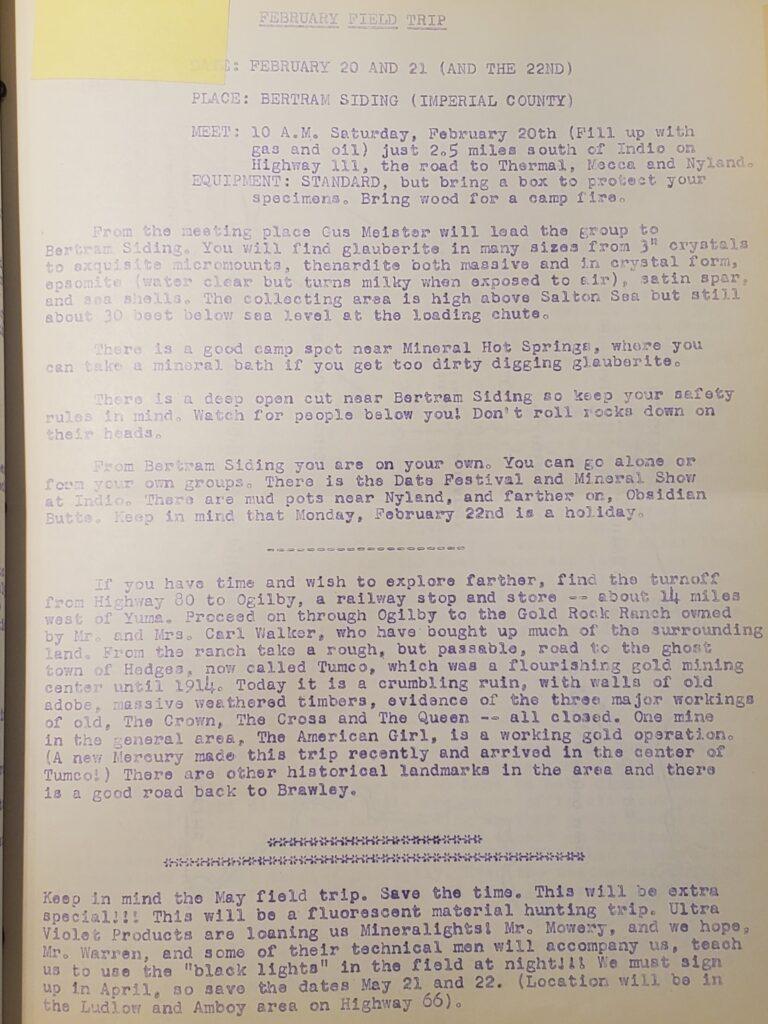 FEBRUARY FIELD TRIP
DATE: FEBRUARY 20 AND 21 (AND THE 22ND)
PLACE: BERTRAM SIDING (IMPERIAL COUNTY)
MEET: 10 A.M. Saturday, February 20th (Fill up with
gas and oil) just 2.5 miles south of Indio on
Highway 111, the road to Thermal, Mecca and Nyland.
EQUIPMENT: STANDARD, but bring a box to protect your
specimens. Bring wood for a camp fire.
From the meeting place Gus Meister will lead the group to
Bertram Siding. You will find glauberite in many sizes from 3" crystals
to exquisite micromounts, thenardite both massive and in crystal form,
epsomite (water clear but turns milky when exposed to air), satin spar,
and sea shells. The collecting area is high above Salton Sea but still
about 30 beet below sea level at the loading chute.
There is a good camp spot near Mineral Hot Springs, where you
can take a mineral bath if you get too dirty digging glauberite.
There is a deep open cut near Bertram Siding so keep your safety
rules in mind. Watch for people below you! Don't roll rocks down on
their heads.
From Bertram Siding you are on your own. You can go alone or
form your own groups. There is the Date Festival and Mineral Show
at Indio. There are mud pots near Nyland, and farther on, Obsidian
Butte. Keep in mind that Monday, February 22nd is a holiday.
--------------------
If you have time and wish to explore farther, find the turnoff
from Highway 80 to Ogilby, a railway stop and store -- about 14 miles
west of Yuma. Proceed on through Ogilby to the Gold Rock Ranch owned
by Mr. and Mrs. Carl Walker, who have bought up much of the surrounding
land. From the ranch take a rough, but passable, road to the ghost
town of Hedges, now called Tumco, which was a flourishing gold mining
center until 1914. Today it is a crumbling ruin, with walls of old
adobe, massive weathered timbers, evidence of the three major workings
of old, The Crown, The Cross and The Queen -- all closed. One mine
in the general area, The American Girl, is a working gold operation.
(A new Mercury made this trip recently and arrived in the center of
Tumco!) There are other historical landmarks in the area and there
is a good road back to Brawley.
**********************
*******************************************
Keep in mind the May field trip. Save the time. This will be extra
special!!! This will be a fluorescent material hunting trip. Ultra
Violet Products are loaning us Mineralights! Mr. Mowery, and we hope,
Mr. Warren, and some of their technical men will accompany us, teach
us to use the "black lights" in the field at night!!! We must sign
up in April, so save the dates May 21 and 22. (Location will be in
the Ludlow and Amboy area on Highway 66).